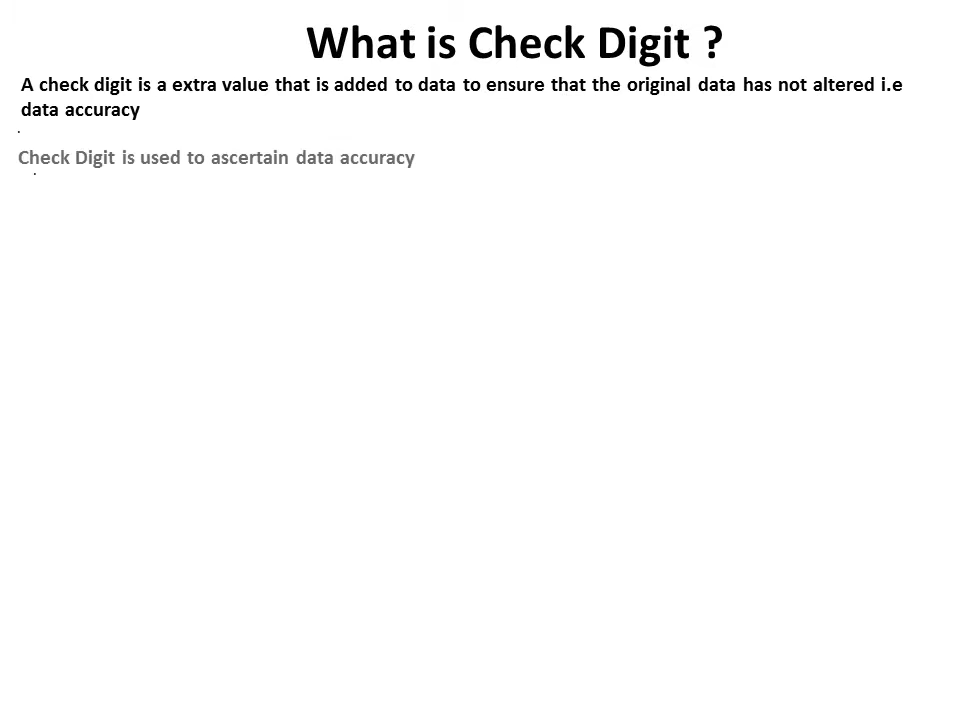 What is Check Digit ?
A check digit is a extra value that is added to data to ensure that the original data has not altered i.e
data accuracy
.
Check Digit is used to ascertain data accuracy
.